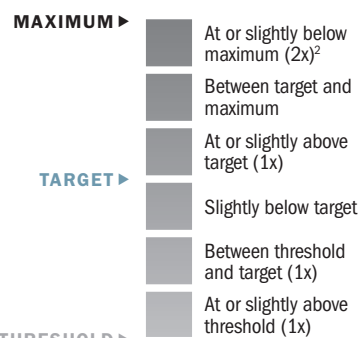 MAXIMUM▶
At or slightly below
maximum (2x)²
Between target and
maximum
At or slightly above
target (1x)
TARGET▶
Slightly below target
Between threshold
and target (1x)
At or slightly above
threshold (1x)